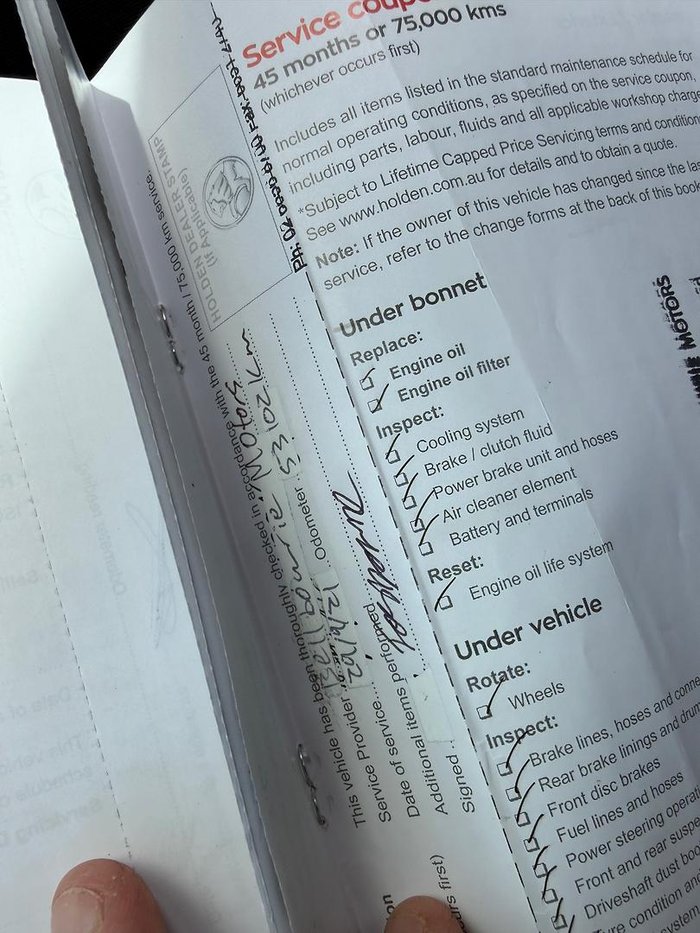 Service coupo
45 months or 75,000 kms
(whichever occurs first)
Includes all items listed in the standard maintenance schedule for
normal operating conditions, as specified on the service coupon
including parts, labour, fluids and all applicable workshop charge
*Subject to Lifetime Capped Price Servicing terms and condition
See www.holden.com.au for details and to obtain a quote.
Note: If the owner of this vehicle has changed since the las
service, refer to the change forms at the back of this book
Under bonnet
Replace:
Engine oil
Engine oil filter
Inspect:
Cooling system
Brake / clutch fluid
Power brake unit and hoses
Air cleaner element
Battery and terminals
Reset:
Engine oil life system
Under vehicle
Rotate:
Wheels
Inspect:
Brake lines, hoses and conne
Rear brake linings and drum
Front disc brakes
Fuel lines and hoses
Power steering operati
Front and rear suspe
Driveshaft dust boo
MOTORS
HOLDEN DEALER STAMP
(If Applicable)
This vehicle has been thoroughly checked in accordance with the 45 month / 75,000 km service.
Service Provider Motors
Date of service Odometer
Additional items performed
Signed